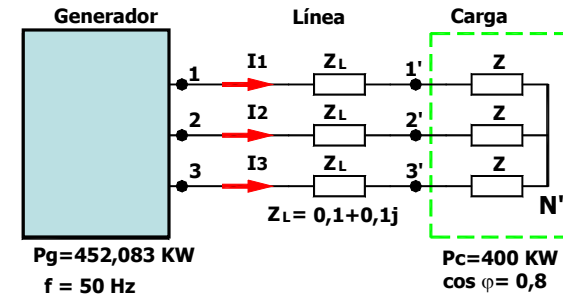 Generador Línea Carga
1 I1 ZL 1' Z
2 I2 ZL 2' Z
3 I3 ZL 3' Z
ZL= 0,1+0,1j N'
Pg=452,083 KW Pc=400 KW
f = 50 Hz cos φ= 0,8